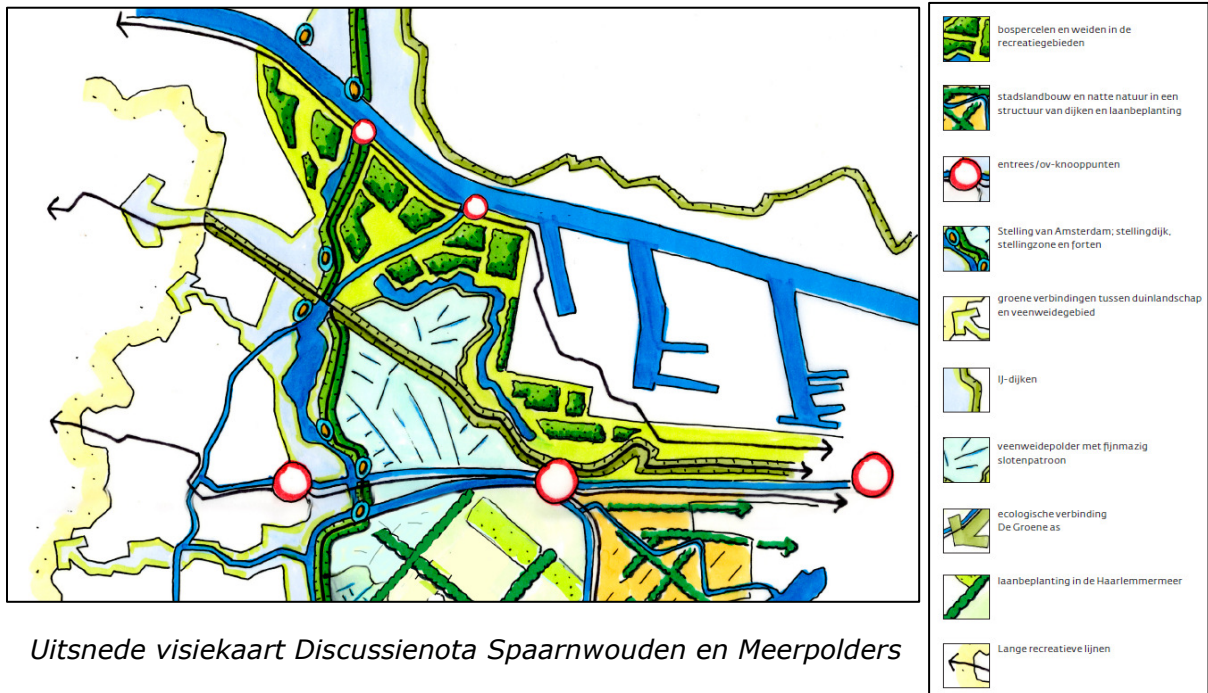 bospercelen en weiden in de
recreatiegebieden
stadslandbouw en natte natuur in een
structuur van dijken en laanbeplanting
entrees/ov-knooppunten
Stelling van Amsterdam; stellingdijk,
stellingzone en forten
groene verbindingen tussen duinlandschap
en veenweidegebied
IJ-dijken
veenweidepolder met fijnmazig
slotenpatroon
ecologische verbinding
De Groene as
laanbeplanting in de Haarlemmermeer
Lange recreatieve lijnen
Uitsnede visiekaart Discussienota Spaarnwouden en Meerpolders